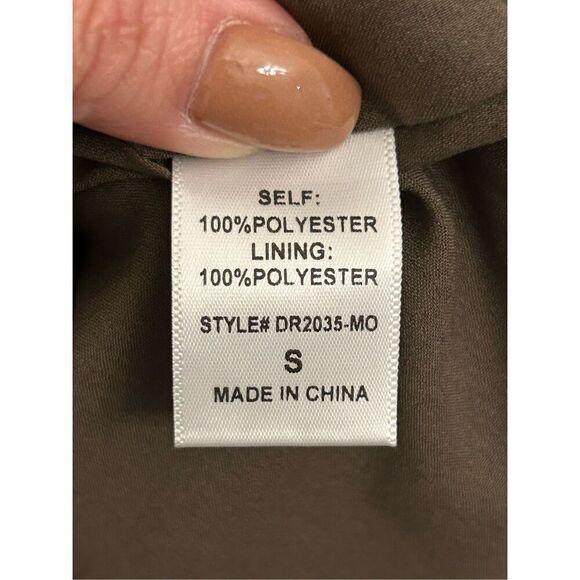 SELF:
100%POLYESTER
LINING:
100%POLYESTER
STYLE# DR2035-MO
S
MADE IN CHINA